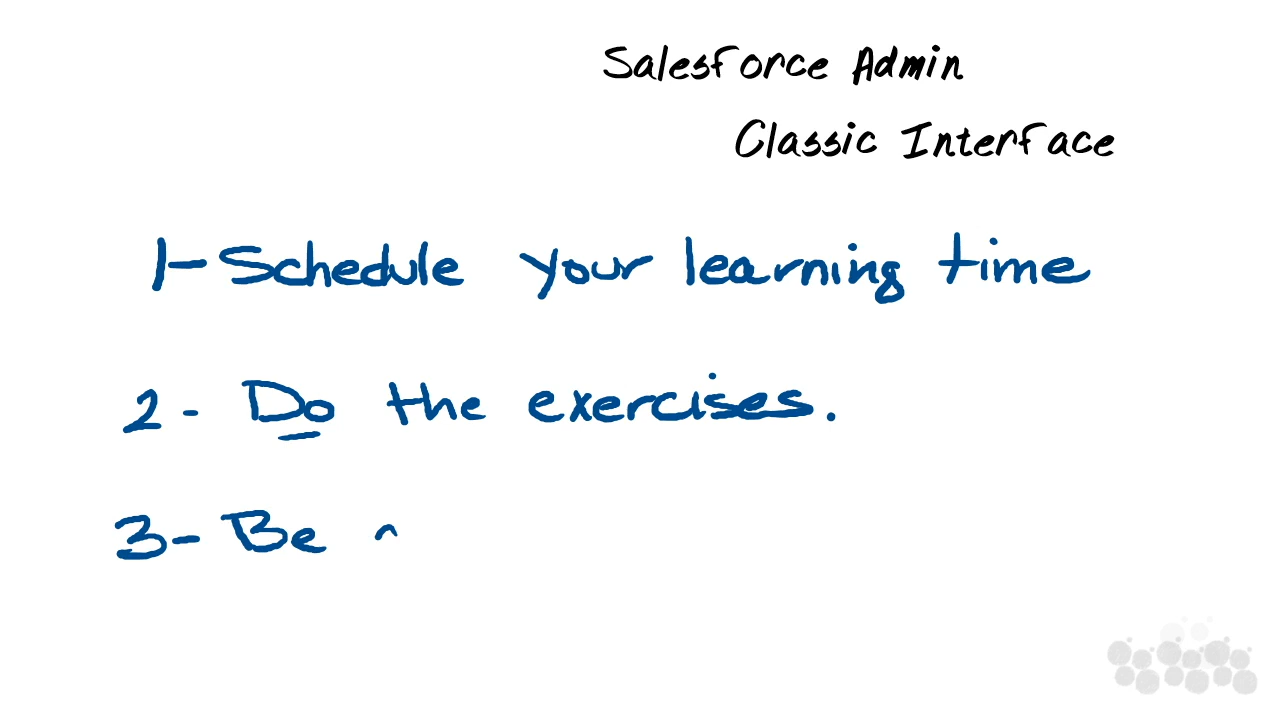 Salesforce Admin
Classic Interface
1- Schedule your learning time
2- Do the exercises.
3- Be